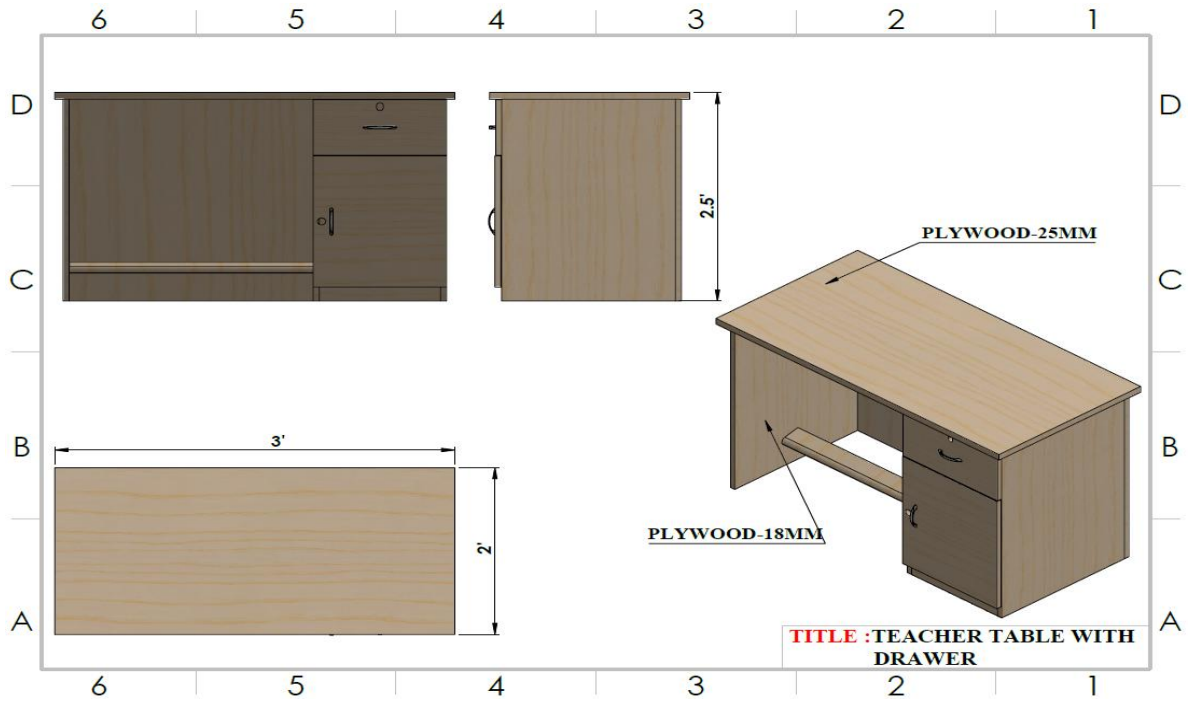 6 5 4 3 2 1
D D
2.5'
PLYWOOD-25MM
C C
3'
B B
2'
PLYWOOD-18MM
A A
TITLE :TEACHER TABLE WITH
DRAWER
6 5 4 3 2 1